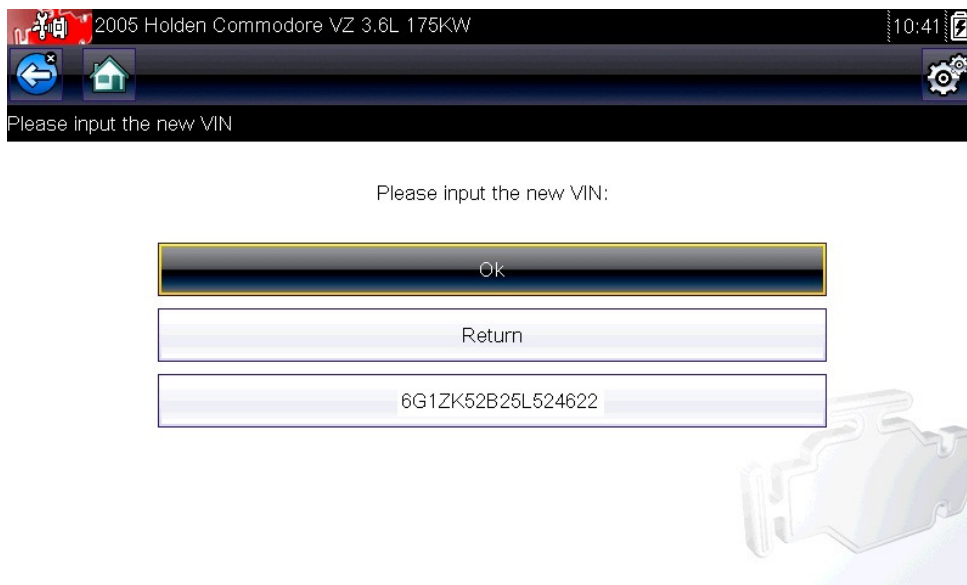 2005 Holden Commodore VZ 3.6L 175KW 10:41
Please input the new VIN
Please input the new VIN:
Ok
Return
6G1ZK52B25L524622